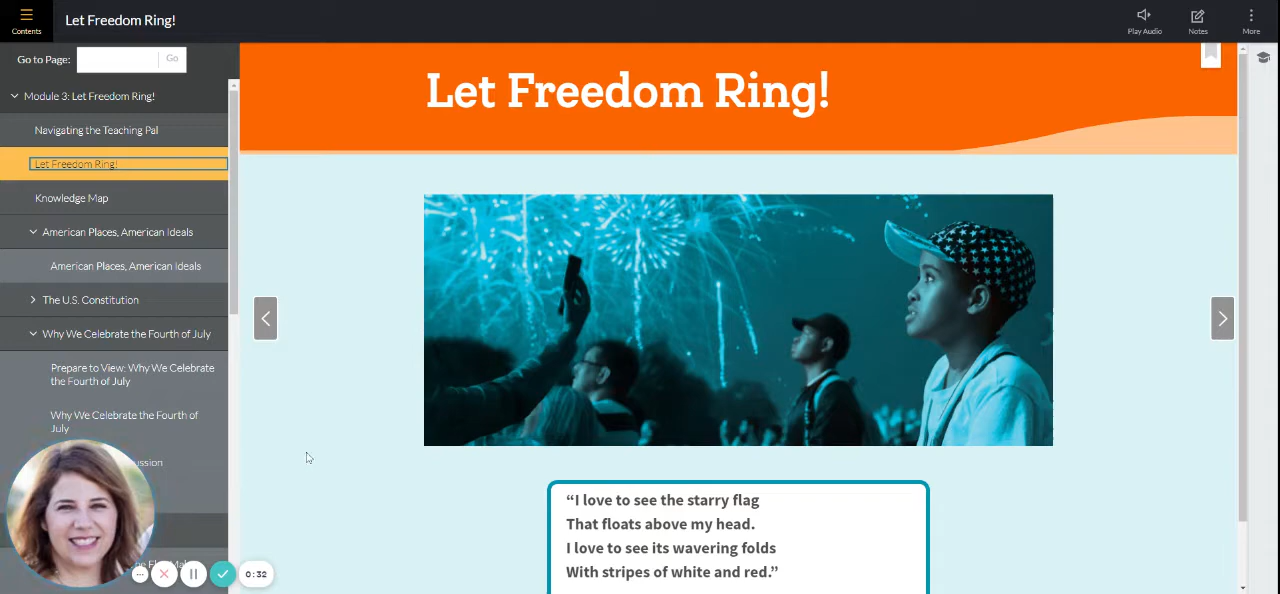 Contents
Let Freedom Ring!
Play Audio
Notes
More
Go to Page:
Go
Module 3: Let Freedom Ring!
Navigating the Teaching Pal
Let Freedom Ring!
Knowledge Map
American Places, American Ideals
American Places, American Ideals
The U.S. Constitution
Why We Celebrate the Fourth of July
Prepare to View: Why We Celebrate
the Fourth of July
Why We Celebrate the Fourth of
July
0:32
Let Freedom Ring!
“I love to see the starry flag
That floats above my head.
I love to see its wavering folds
With stripes of white and red.”